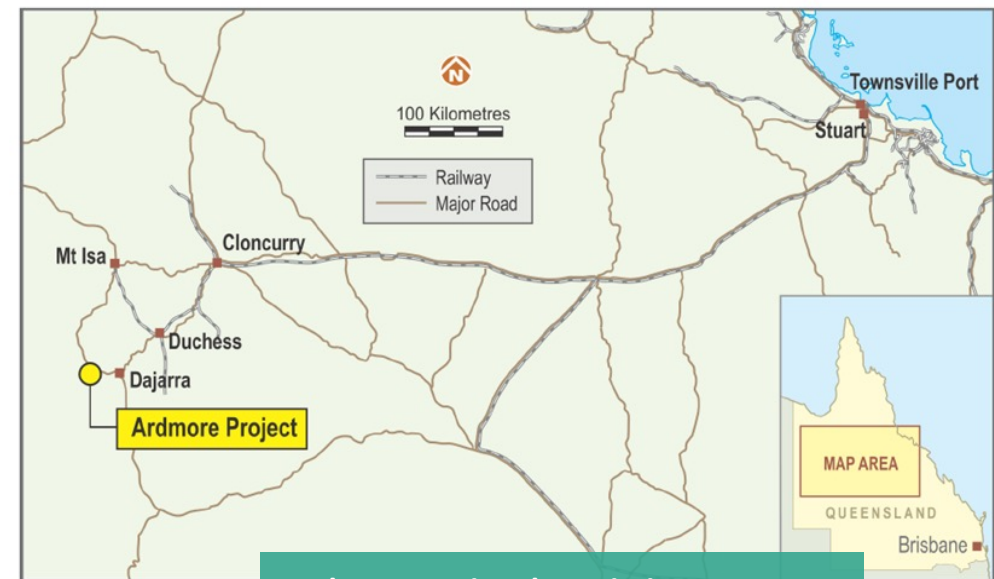 Townsville Port
N
100 Kilometres
Stuart
Railway
Major Road
Cloncurry
Mt Isa
Duchess
Dajarra
Ardmore Project
MAP AREA
QUEENSLAND
Brisbane